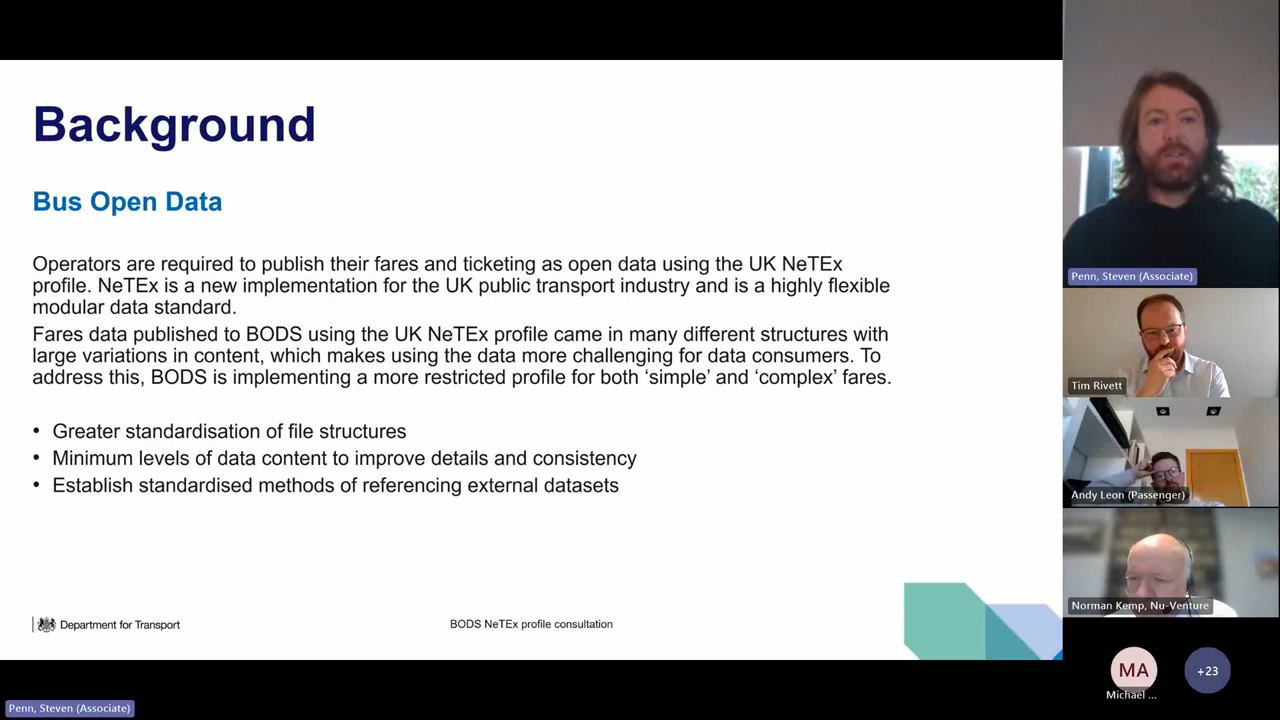 Background
Bus Open Data
Operators are required to publish their fares and ticketing as open data using the UK NeTEx
profile. NeTEx is a new implementation for the UK public transport industry and is a highly flexible
modular data standard.
Fares data published to BODS using the UK NeTEx profile came in many different structures with
large variations in content, which makes using the data more challenging for data consumers. To
address this, BODS is implementing a more restricted profile for both ‘simple’ and ‘complex’ fares.
• Greater standardisation of file structures
• Minimum levels of data content to improve details and consistency
• Establish standardised methods of referencing external datasets
Department for Transport
BODS NeTEx profile consultation
Penn, Steven (Associate)
Tim Rivett
Andy Leon (Passenger)
Norman Kemp, Nu-Venture
MA
+23
Michael ...
Penn, Steven (Associate)